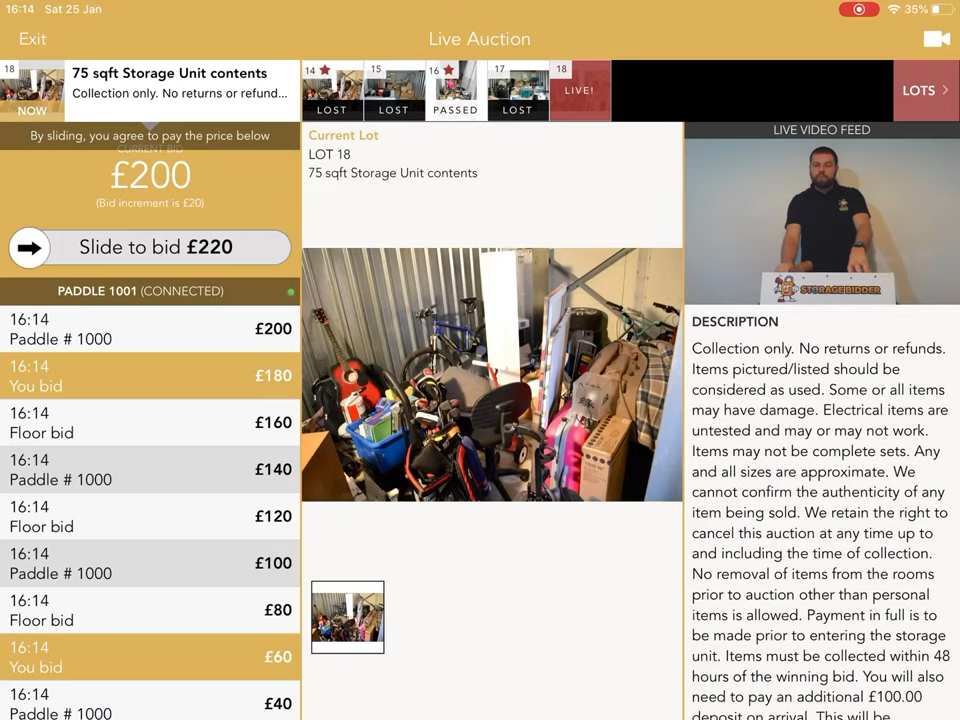 16:14 Sat 25 Jan
35%
Exit
Live Auction
18
NOW
75 sqft Storage Unit contents
Collection only. No returns or refund...
14
LOST
15
LOST
16
PASSED
17
LOST
18
LIVE!
LOTS
By sliding, you agree to pay the price below
CURRENT BID
£200
(Bid increment is £20)
Slide to bid £220
PADDLE 1001 (CONNECTED)
16:14
Paddle # 1000
£200
16:14
You bid
£180
16:14
Floor bid
£160
16:14
Paddle # 1000
£140
16:14
Floor bid
£120
16:14
Paddle # 1000
£100
16:14
Floor bid
£80
16:14
You bid
£60
16:14
Paddle # 1000
£40
Current Lot
LOT 18
75 sqft Storage Unit contents
LIVE VIDEO FEED
STORAGE BIDDER
DESCRIPTION
Collection only. No returns or refunds.
Items pictured/listed should be
considered as used. Some or all items
may have damage. Electrical items are
untested and may or may not work.
Items may not be complete sets. Any
and all sizes are approximate. We
cannot confirm the authenticity of any
item being sold. We retain the right to
cancel this auction at any time up to
and including the time of collection.
No removal of items from the rooms
prior to auction other than personal
items is allowed. Payment in full is to
be made prior to entering the storage
unit. Items must be collected within 48
hours of the winning bid. You will also
need to pay an additional £100.00
deposit on arrival. This will be